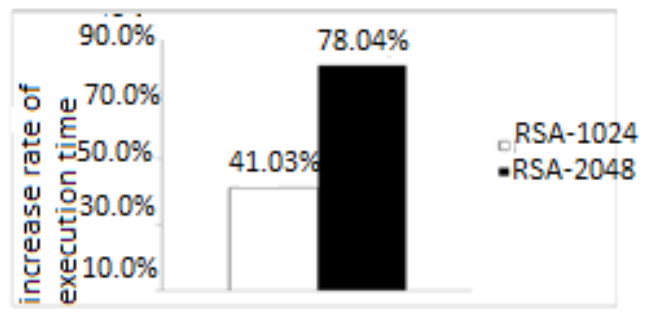 90.0%
78.04%
70.0%
50.0%
41.03%
30.0%
10.0%
increase rate of
execution time
RSA-1024
RSA-2048